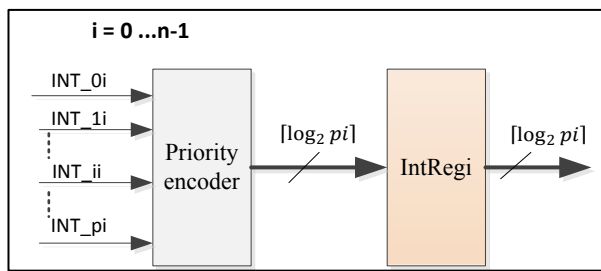 i = 0 ...n-1
INT_0i
INT_1i
INT_ii
INT_pi
Priority
encoder
⌈log₂ pi⌉
IntRegi
⌈log₂ pi⌉